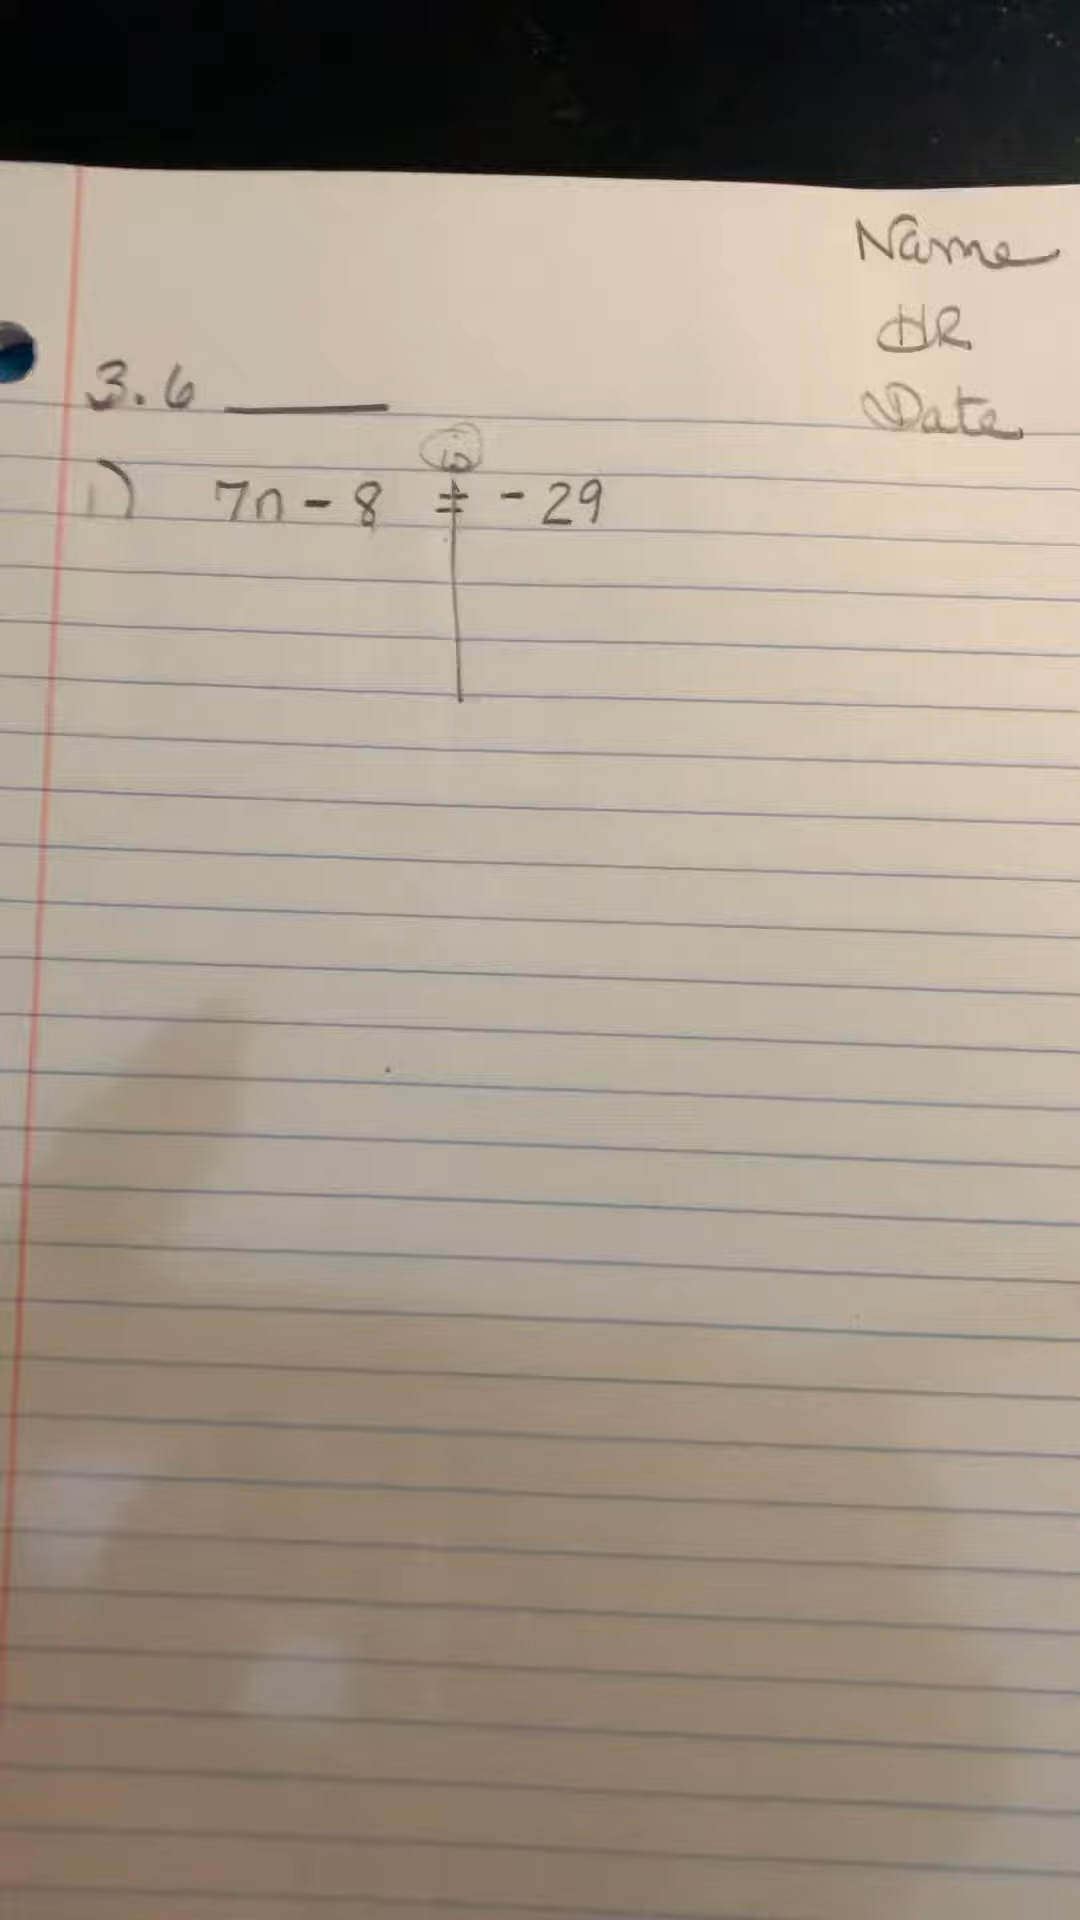 Name
HR
Date
3.6
1) 7n - 8 = - 29